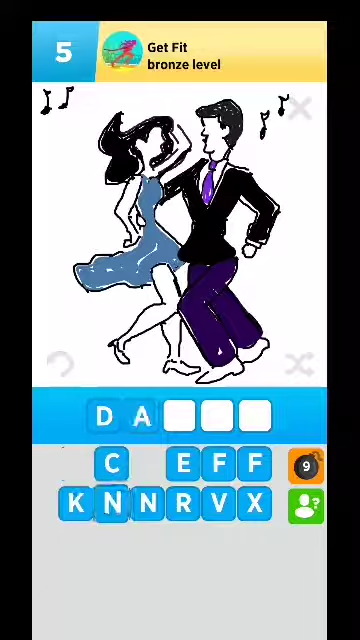 5
Get Fit
bronze level
D A
C E F F
9
K N N R V X
?